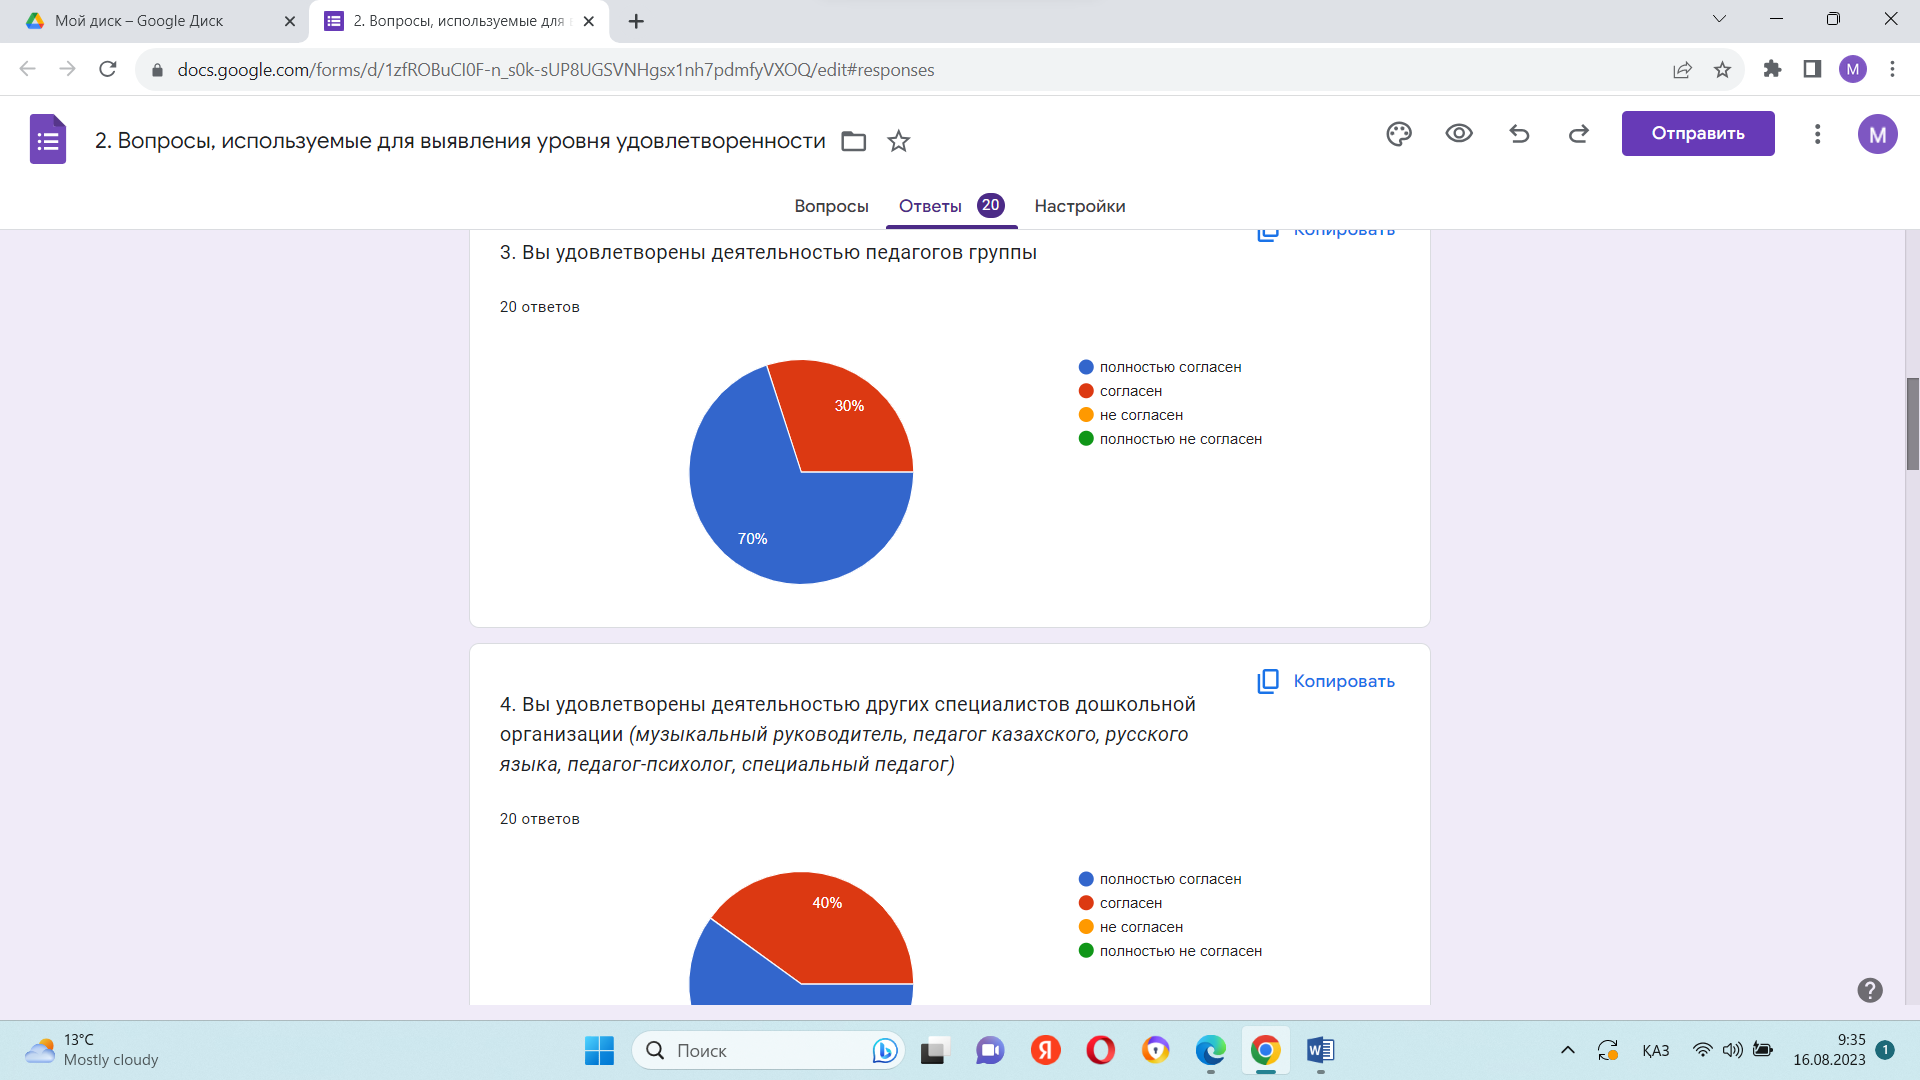 Мой диск – Google Диск
2. Вопросы, используемые для
docs.google.com/forms/d/1zfROBuCI0F-n_s0k-sUP8UGSVNHgsx1nh7pdmfyVXOQ/edit#responses
M
2. Вопросы, используемые для выявления уровня удовлетворенности
Отправить
M
Вопросы
Ответы 20
Настройки
Копировать
3. Вы удовлетворены деятельностью педагогов группы
20 ответов
30%
70%
полностью согласен
согласен
не согласен
полностью не согласен
Копировать
4. Вы удовлетворены деятельностью других специалистов дошкольной
организации (музыкальный руководитель, педагог казахского, русского
языка, педагог-психолог, специальный педагог)
20 ответов
40%
полностью согласен
согласен
не согласен
полностью не согласен
13°C
Mostly cloudy
Поиск
ҚАЗ
9:35
16.08.2023
1